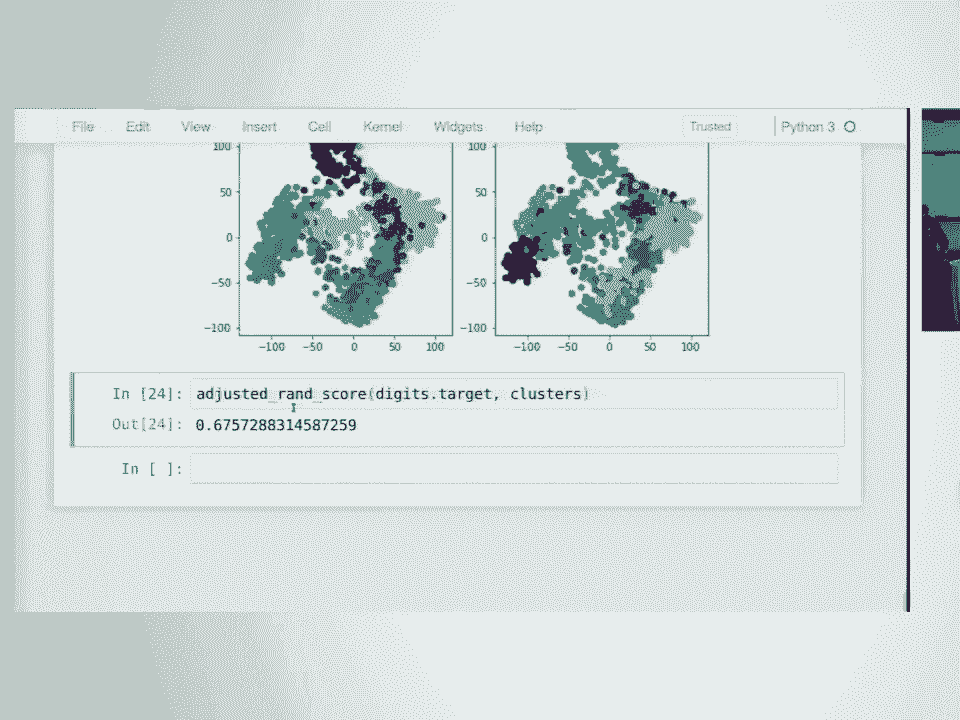 File Edit View Insert Cell Kernel Widgets Help Trusted Python 3
100 100
50 50
0 0
−50 −50
−100 −100
−100 −50 0 50 100 −100 −50 0 50 100
In [24]: adjusted_rand_score(digits.target, clusters)
Out[24]: 0.6757288314587259
In [ ]: